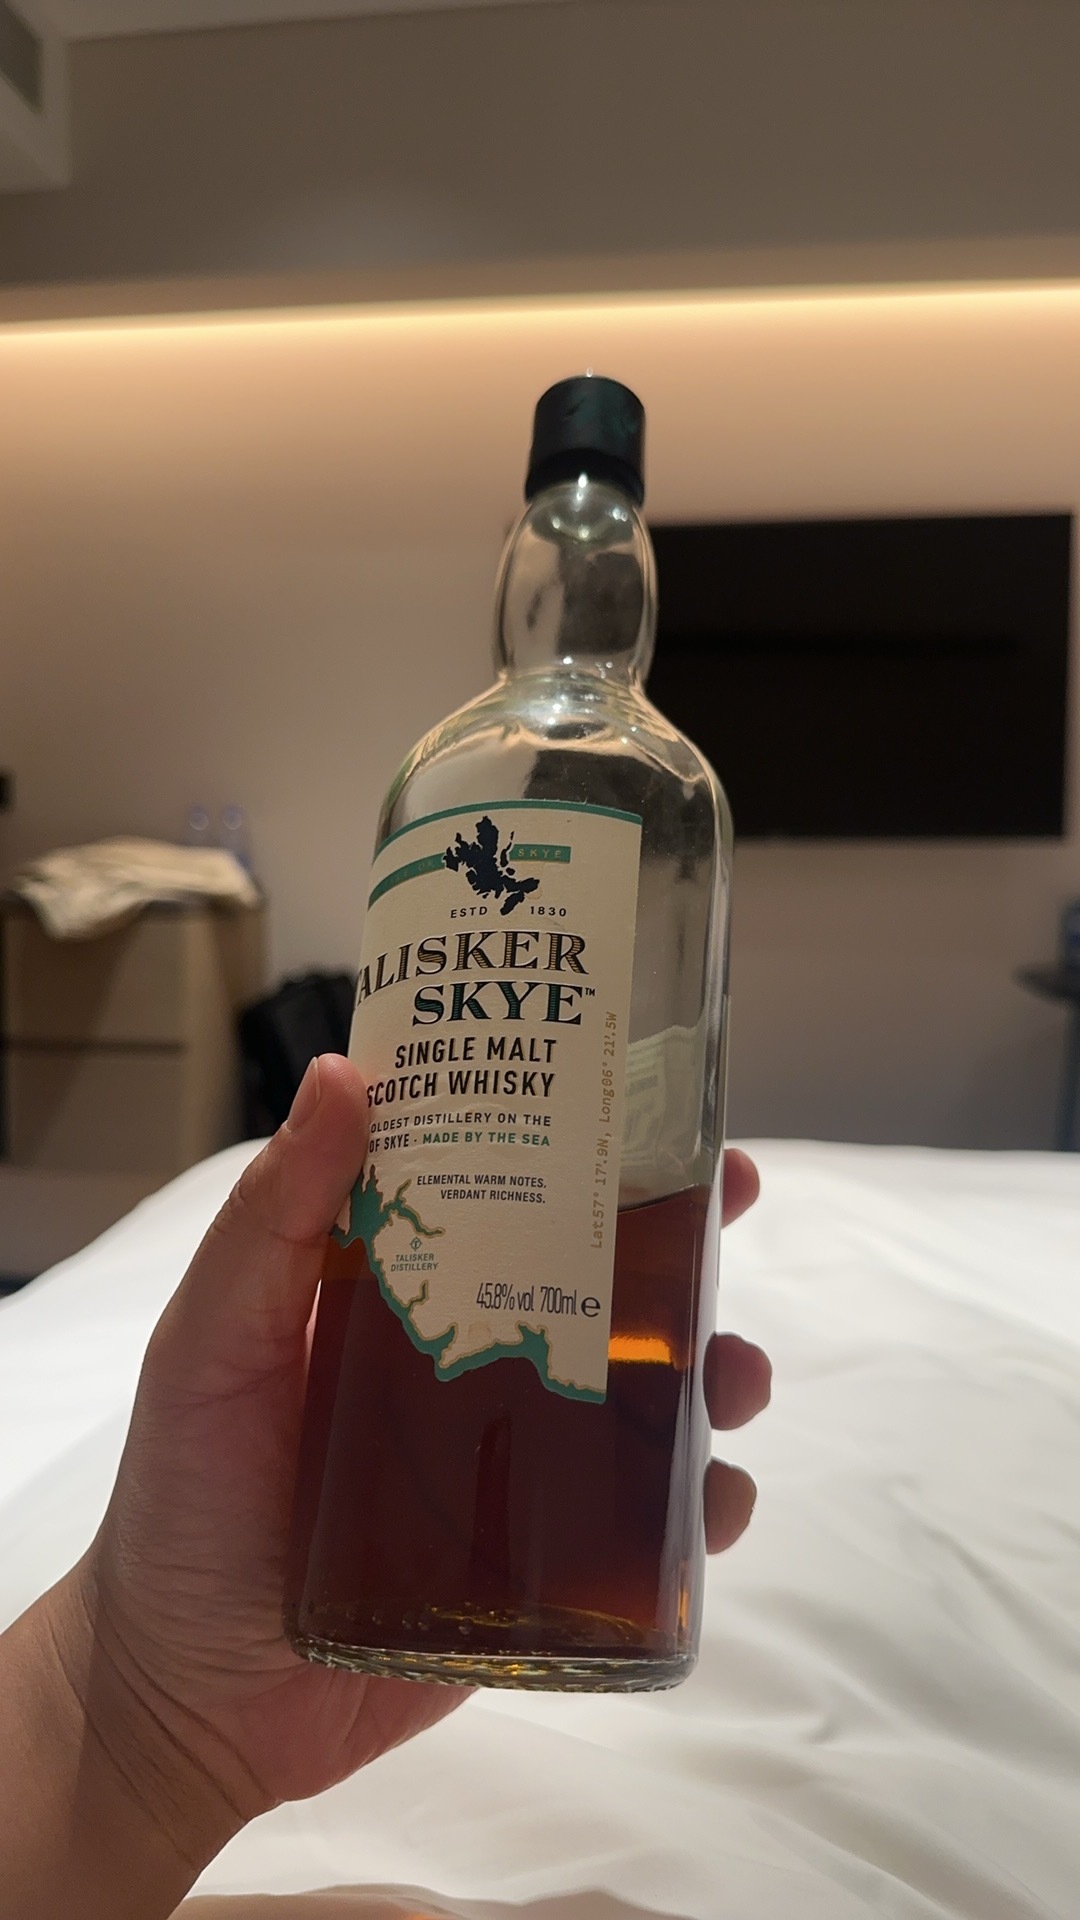 SKYE
ESTD 1830
TALISKER
SKYE™
SINGLE MALT
SCOTCH WHISKY
OLDEST DISTILLERY ON THE
OF SKYE · MADE BY THE SEA
ELEMENTAL WARM NOTES.
VERDANT RICHNESS.
TALISKER
DISTILLERY
45.8% vol 700ml e
Lat57° 17'.9N, Long06° 21'.5W